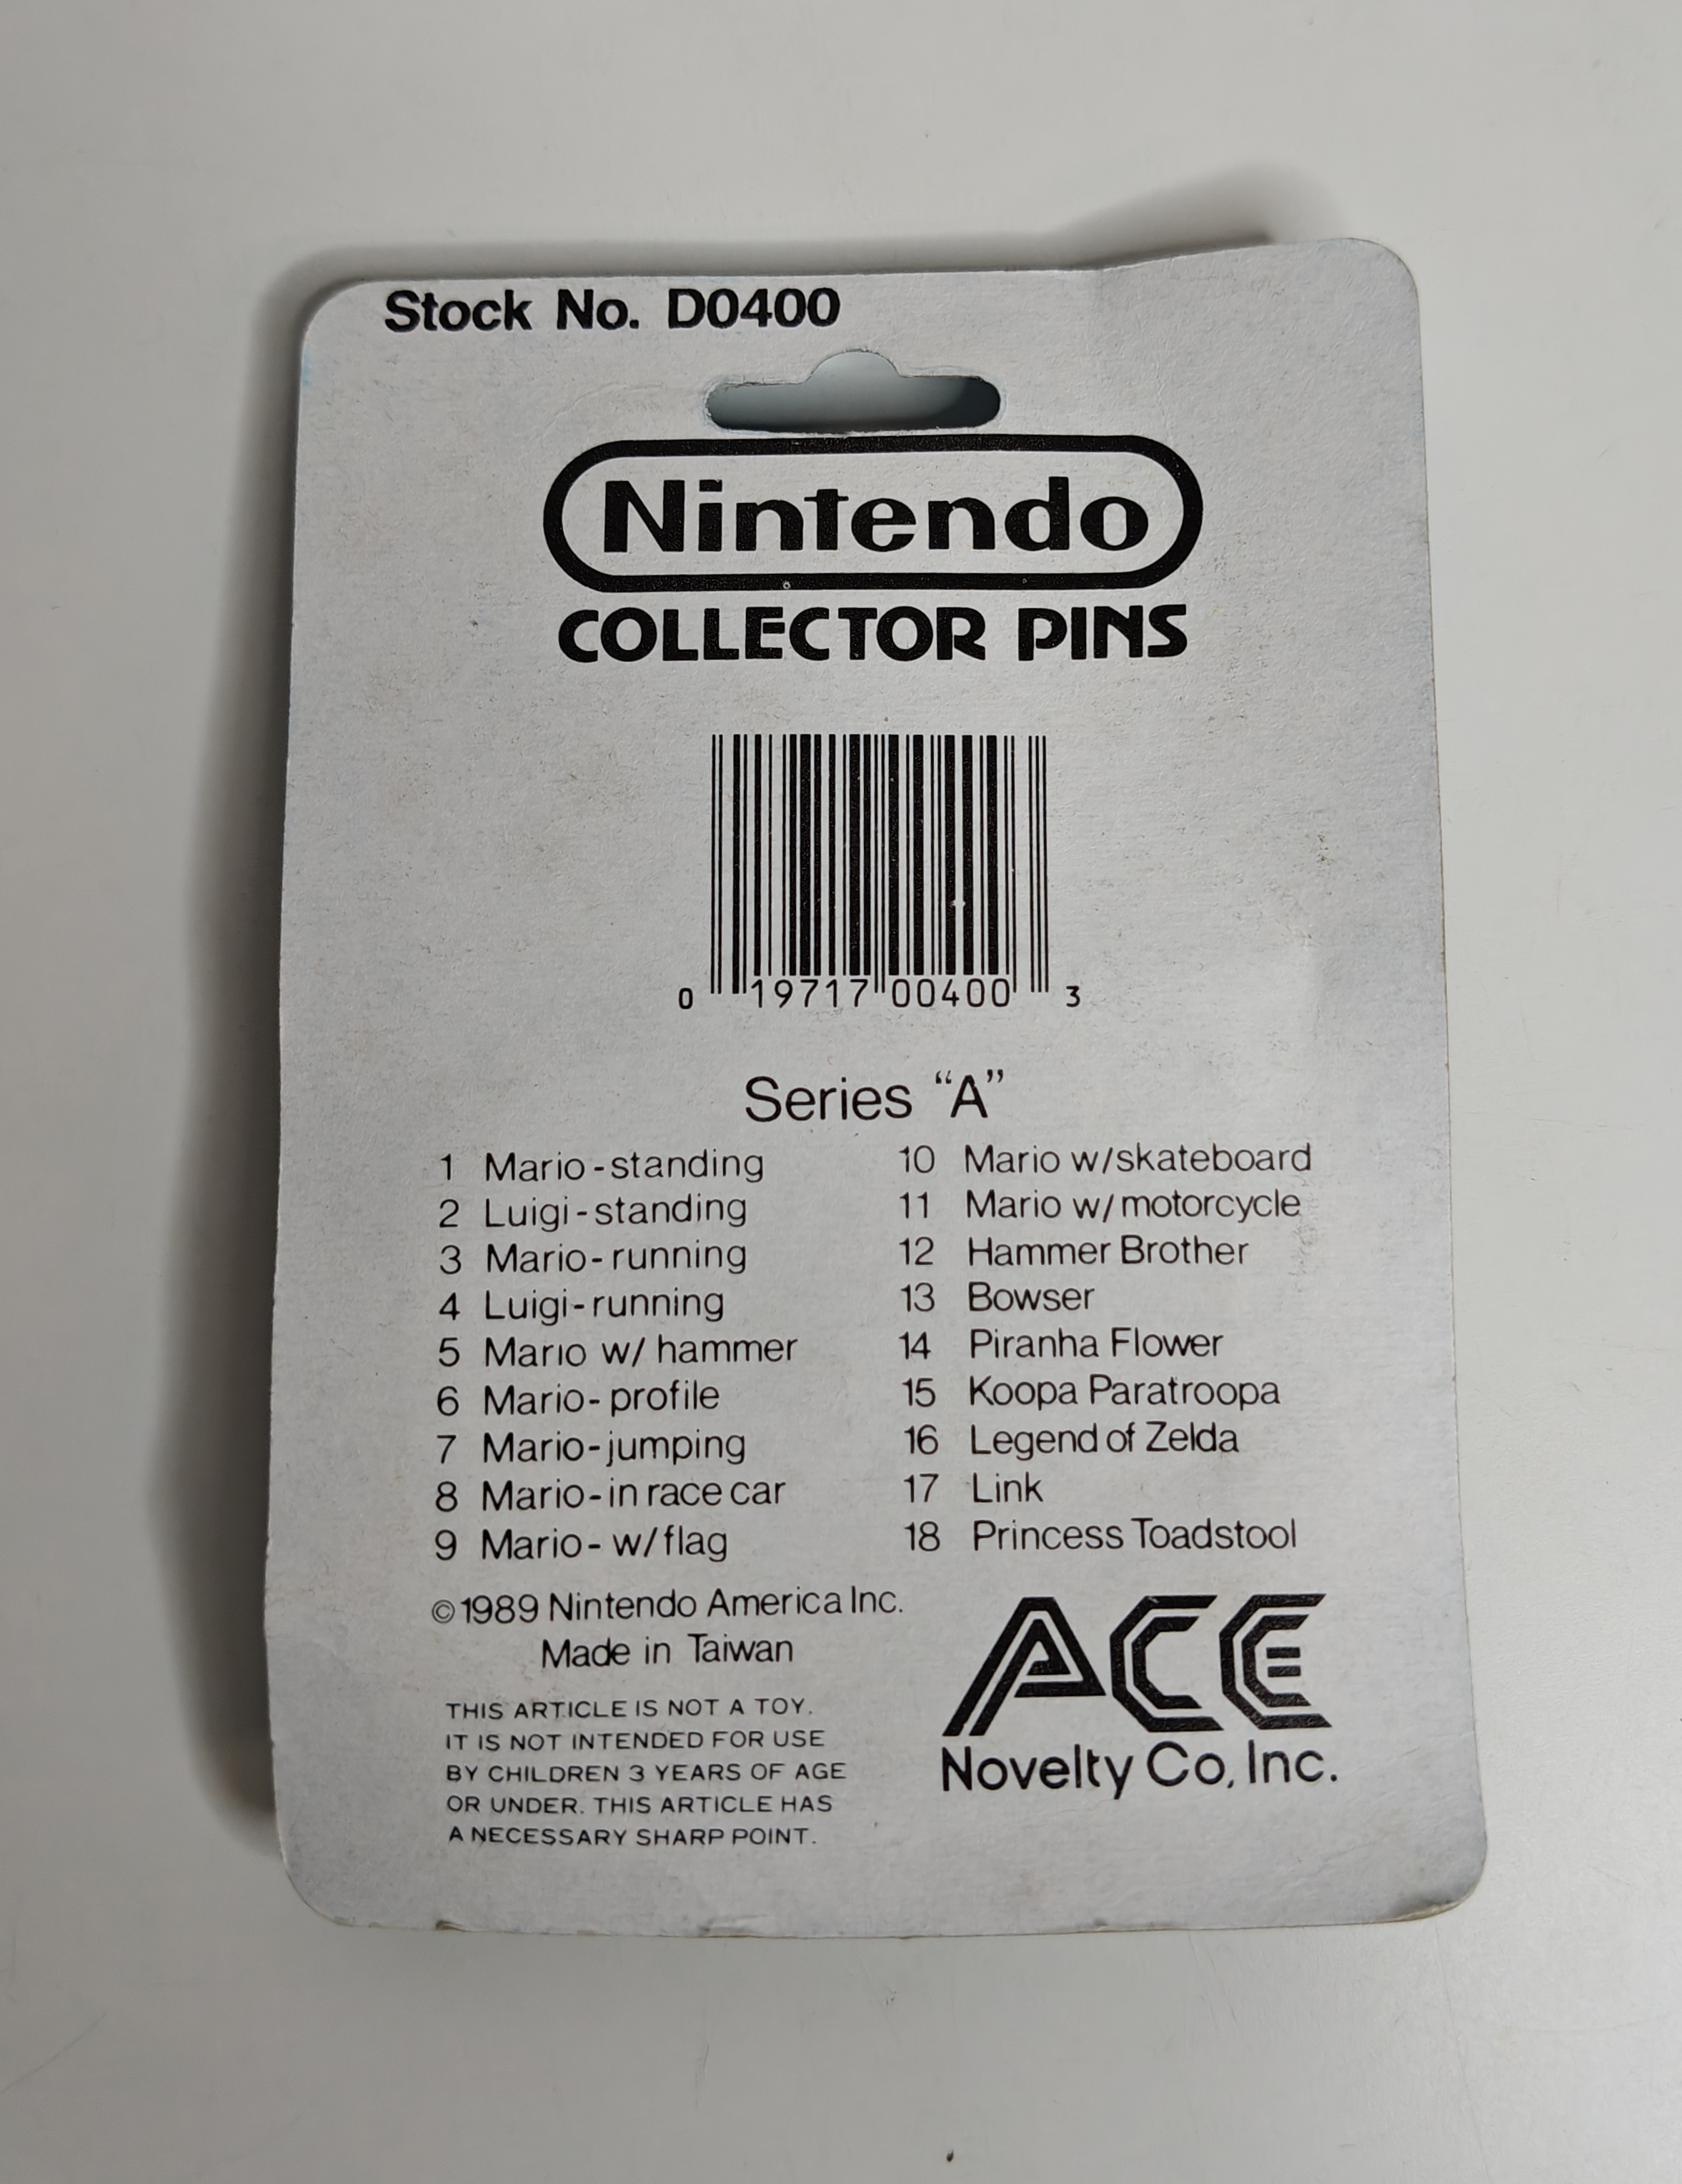 Stock No. D0400
Nintendo
COLLECTOR PINS
0 19717 00400 3
Series “A”
1 Mario-standing
2 Luigi-standing
3 Mario-running
4 Luigi-running
5 Mario w/ hammer
6 Mario-profile
7 Mario-jumping
8 Mario-in race car
9 Mario- w/flag
10 Mario w/skateboard
11 Mario w/motorcycle
12 Hammer Brother
13 Bowser
14 Piranha Flower
15 Koopa Paratroopa
16 Legend of Zelda
17 Link
18 Princess Toadstool
©1989 Nintendo America Inc.
Made in Taiwan
THIS ARTICLE IS NOT A TOY.
IT IS NOT INTENDED FOR USE
BY CHILDREN 3 YEARS OF AGE
OR UNDER. THIS ARTICLE HAS
A NECESSARY SHARP POINT.
ACE
Novelty Co, Inc.